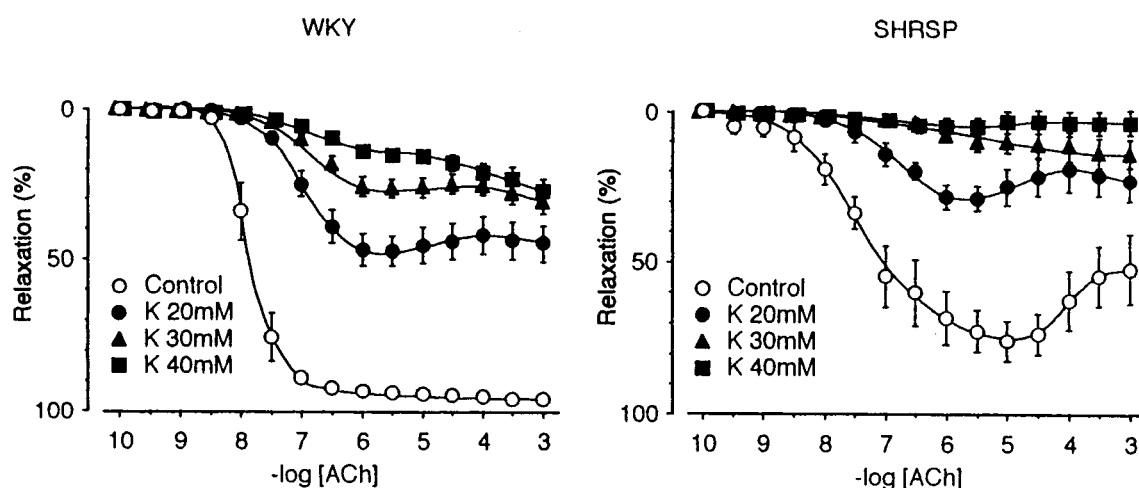 WKY
0
50
100
Relaxation (%)
Control
K 20mM
K 30mM
K 40mM
10 9 8 7 6 5 4 3
-log [ACh]
SHRSP
0
50
100
Relaxation (%)
Control
K 20mM
K 30mM
K 40mM
10 9 8 7 6 5 4 3
-log [ACh]